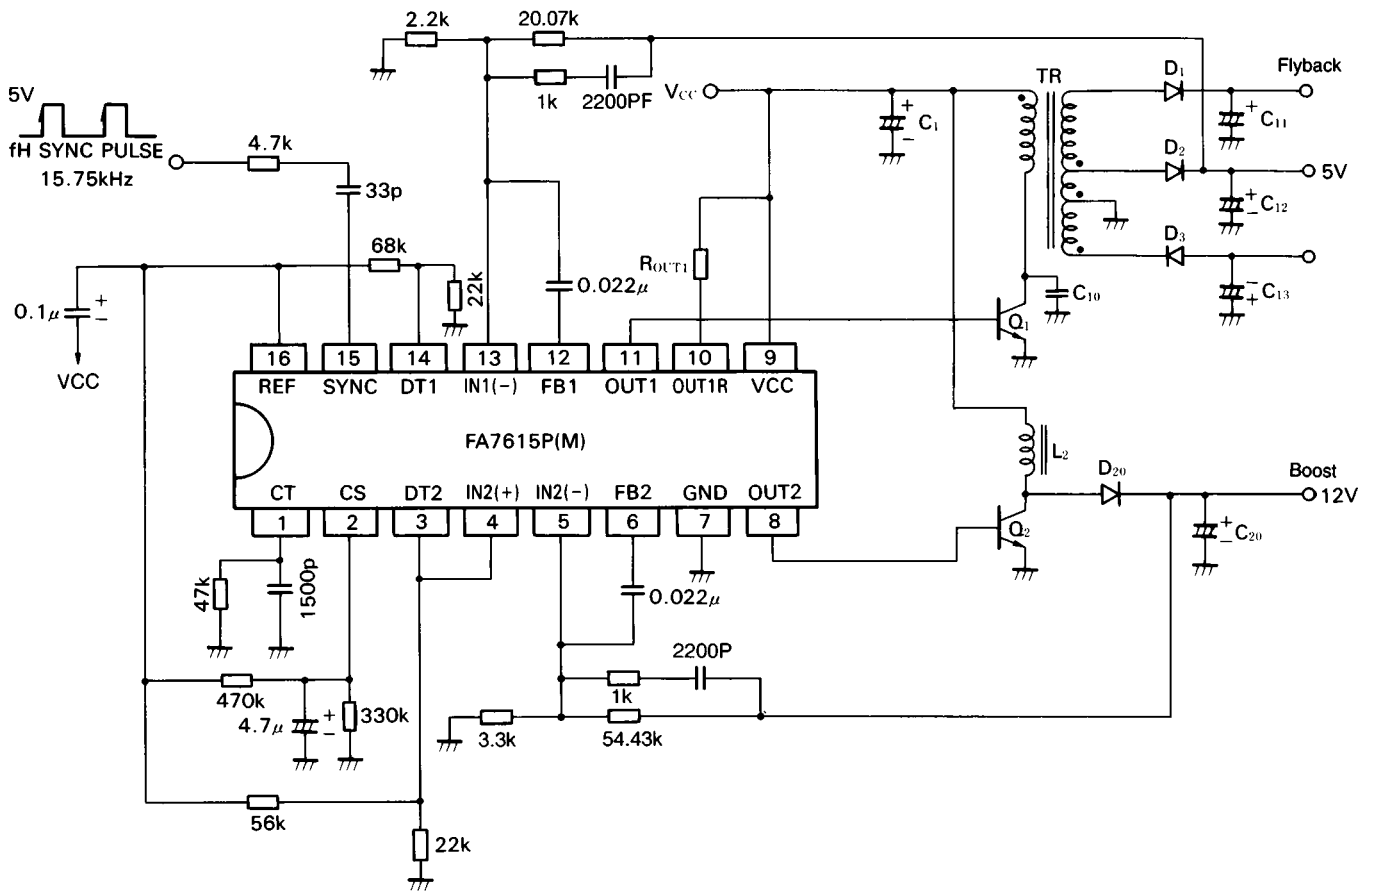 2.2k
20.07k
1k
2200PF
5V
fH SYNC PULSE
15.75kHz
4.7k
33p
VCC
C1
TR
D1
Flyback
C11
D2
5V
C12
D3
C13
68k
22k
0.022μ
ROUT1
C10
Q1
0.1μ
+
−
VCC
16 15 14 13 12 11 10 9
REF SYNC DT1 IN1(−) FB1 OUT1 OUT1R VCC
FA7615P(M)
CT CS DT2 IN2(+) IN2(−) FB2 GND OUT2
1 2 3 4 5 6 7 8
L2
D20
Boost
12V
Q2
+
−
C20
47k
1500p
0.022μ
2200P
1k
470k
4.7μ
+
−
330k
3.3k
54.43k
56k
22k